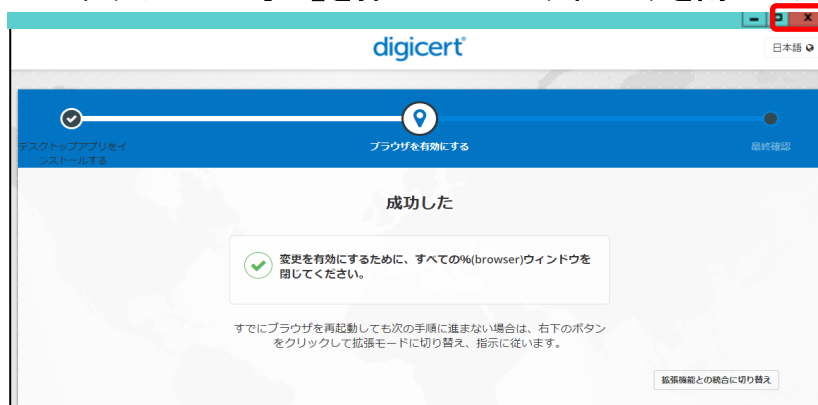 digicert
日本語
デスクトップアプリをイ
ンストールする
ブラウザを有効にする
最終確認
成功した
変更を有効にするために、すべての%(browser)ウィンドウを
閉じてください。
すでにブラウザを再起動しても次の手順に進まない場合は、右下のボタン
をクリックして拡張モードに切り替え、指示に従います。
拡張機能との統合に切り替え